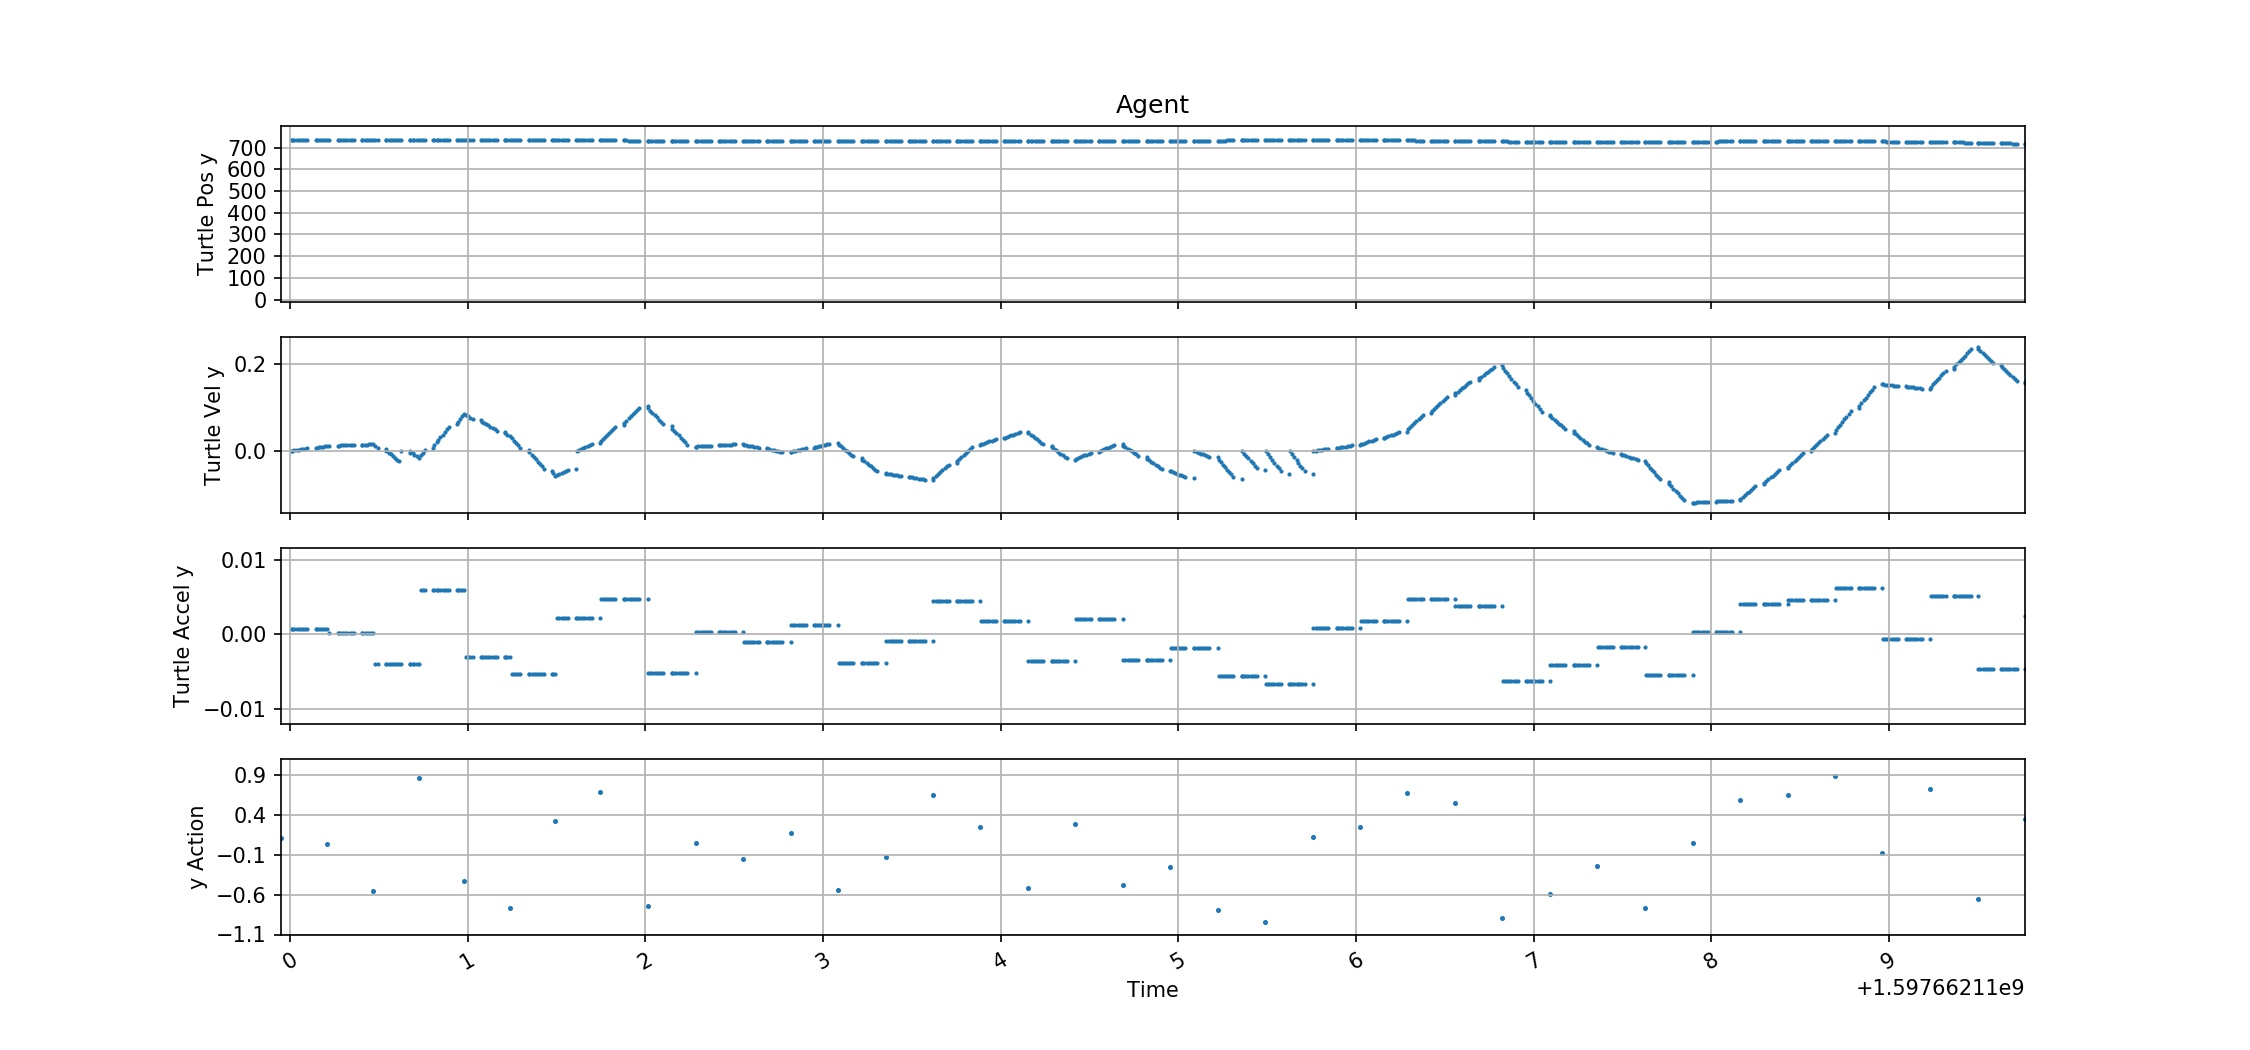 Agent
Turtle Pos y
700
600
500
400
300
200
100
0
Turtle Vel y
0.2
0.0
Turtle Accel y
0.01
0.00
−0.01
y Action
0.9
0.4
−0.1
−0.6
−1.1
0 1 2 3 4 5 6 7 8 9
Time
+1.59766211e9